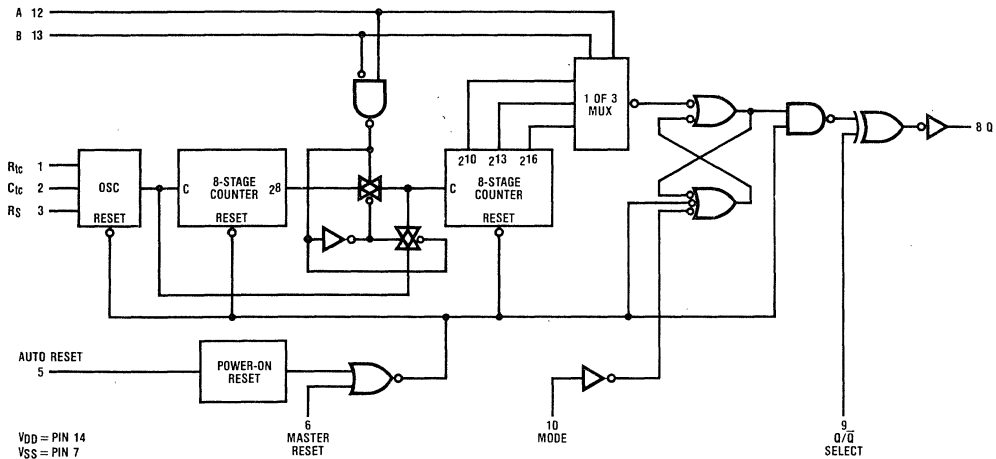 A 12
B 13
1 OF 3
MUX
2^10 2^13 2^16
Rtc 1
Ctc 2
RS 3
OSC
RESET
C
8-STAGE
COUNTER
2^8
RESET
C
8-STAGE
COUNTER
RESET
8 Q
AUTO RESET
5
POWER-ON
RESET
6
MASTER
RESET
10
MODE
9
Q/Q̅
SELECT
VDD = PIN 14
VSS = PIN 7